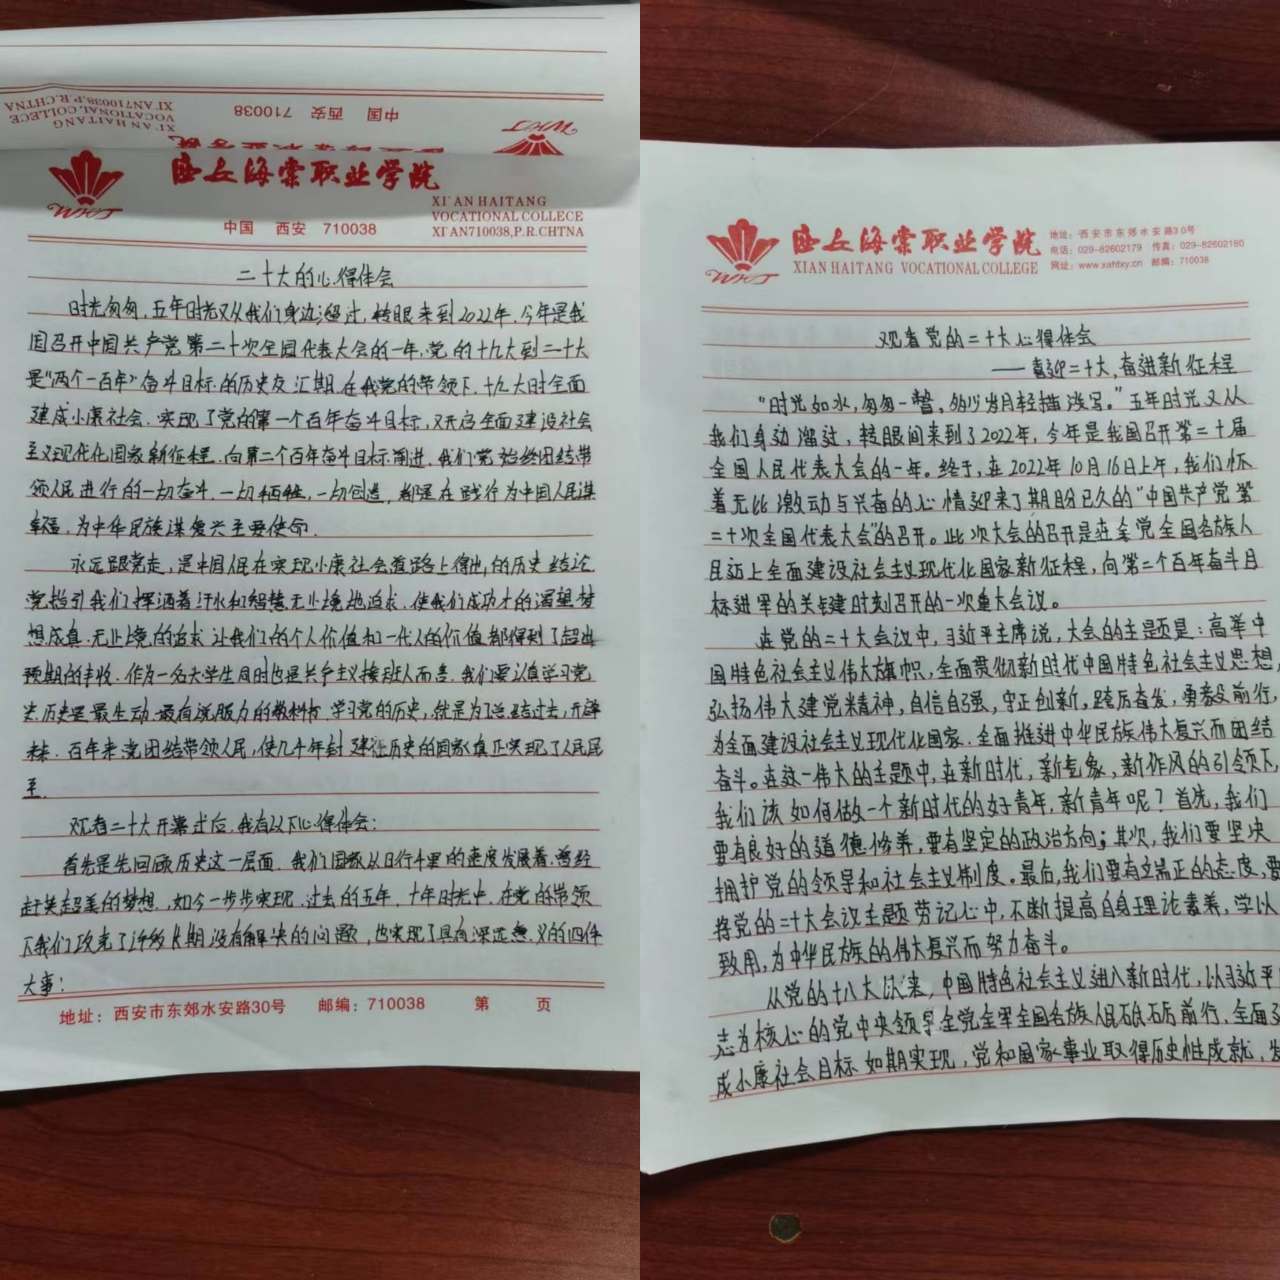 中国 西安 710038
XI'AN HAITANG
VOCATIONAL COLLECE
XI'AN710038,P.R.CHTNA
西安海棠职业学院
XI'AN HAITANG
VOCATIONAL COLLECE
中国 西安 710038
XI'AN710038,P.R.CHTNA
二十大的心得体会
时光匆匆,五年时光又从我们身边溜过,转眼来到2022年,今年是我
国召开中国共产党第二十次全国代表大会的一年,党的十九大到二十大
是"两个一百年"奋斗目标的历史交汇期,在我党的带领下,十九大时全面
建成小康社会,实现了党的第一个百年奋斗目标,又开启全面建设社会
主义现代化国家新征程,向第二个百年奋斗目标前进,我们党始终团结带
领人民进行的一切奋斗,一切牺牲,一切创造,都是在践行为中国人民谋
幸福,为中华民族谋复兴主要使命.
永远跟党走,是中国人民在实现小康社会道路上得出的历史结论
党指引我们挥洒着汗水和智慧无止境地追求,使我们成功才的渴望梦
想成真,无止境的追求让我们的个人价值和一代人的价值都得到了超出
预期的丰收.作为一名大学生同时也是共产主义接班人而言,我们要认真学习党
史,历史是最生动最有说服力的教科书,学习党的历史,就是为了总结过去,开辟
未来.百年来党团结带领人民,使几千年封建在历史的国家真正实现了人民民
主.
观看二十大开幕式后,我有以下心得体会:
首先是先回顾历史这一层面,我们国家以日行千里的速度发展着,曾经
赶英超美的梦想,如今一步步实现,过去的五年,十年时光中,在党的带领
下我们攻克了许多长期没有解决的问题,也实现了具有深远意义的四件
大事:
地址:西安市东郊水安路30号 邮编:710038 第 页
西安海棠职业学院
XIAN HAITANG VOCATIONAL COLLEGE
地址:西安市东郊水安路30号
电话:029-82602179 传真:029-82602180
网址:www.xahtxy.cn 邮编:710038
观看党的二十大心得体会
——喜迎二十大,奋进新征程
"时光如水,匆匆一瞥,多少岁月轻描浅写。"五年时光又从
我们身边溜过,转眼间来到了2022年,今年是我国召开第二十届
全国人民代表大会的一年。终于,在2022年10月16日上午,我们怀
着无比激动与兴奋的心情迎来了期盼已久的"中国共产党第
二十次全国代表大会"的召开。此次大会的召开是在全党全国各族人
民迈上全面建设社会主义现代化国家新征程,向第二个百年奋斗目
标进军的关键时刻召开的一次重大会议。
在党的二十大会议中,习近平主席说,大会的主题是:高举中
国特色社会主义伟大旗帜,全面贯彻新时代中国特色社会主义思想,
弘扬伟大建党精神,自信自强,守正创新,踔厉奋发,勇毅前行,
为全面建设社会主义现代化国家、全面推进中华民族伟大复兴而团结
奋斗。在这一伟大的主题中,在新时代,新气象,新作风的引领下,
我们该如何做一个新时代的好青年,新青年呢?首先,我们
要有良好的道德修养,要有坚定的政治方向;其次,我们要坚决
拥护党的领导和社会主义制度。最后,我们要有立端正的态度,要
将党的二十大会议主题劳记心中,不断提高自身理论素养,学以
致用,为中华民族的伟大复兴而努力奋斗。
从党的十八大以来,中国特色社会主义进入新时代,以习近平
志为核心的党中央领导全党全军全国各族人民砥砺前行,全面建
成小康社会目标如期实现,党和国家事业取得历史性成就,发